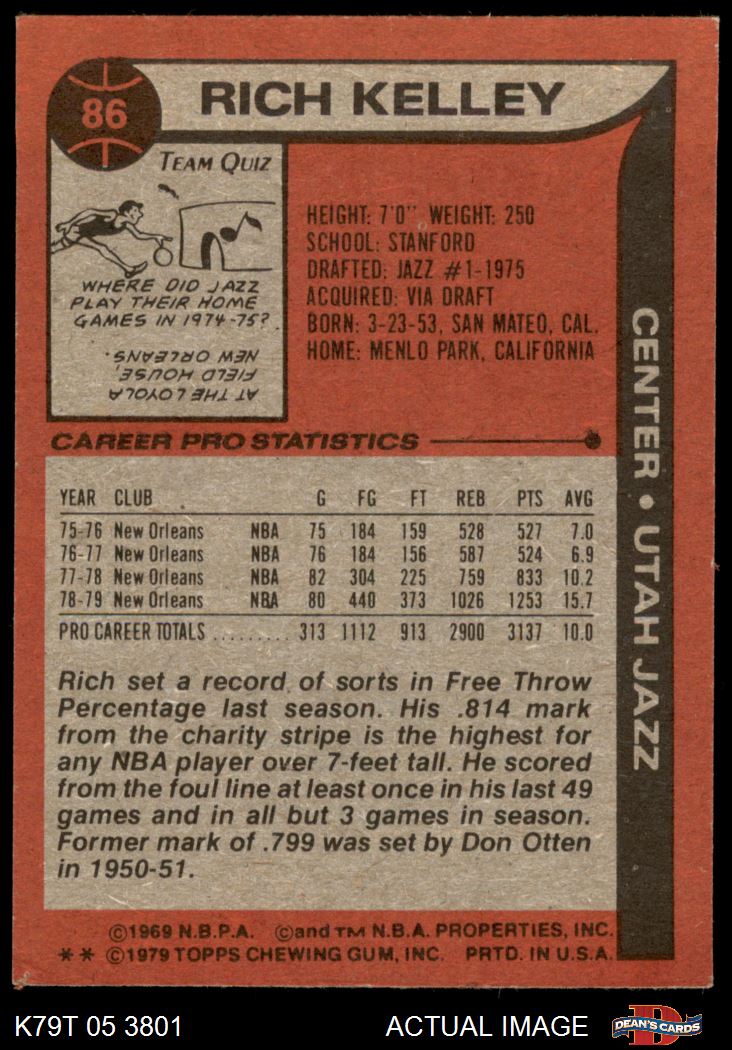 86
RICH KELLEY
TEAM QUIZ
WHERE DID JAZZ
PLAY THEIR HOME
GAMES IN 1974-75?
AT THE LOYOLA
FIELD HOUSE,
NEW ORLEANS.
HEIGHT: 7'0" WEIGHT: 250
SCHOOL: STANFORD
DRAFTED: JAZZ #1-1975
ACQUIRED: VIA DRAFT
BORN: 3-23-53, SAN MATEO, CAL.
HOME: MENLO PARK, CALIFORNIA
CENTER • UTAH JAZZ
CAREER PRO STATISTICS
YEAR CLUB G FG FT REB PTS AVG
75-76 New Orleans NBA 75 184 159 528 527 7.0
76-77 New Orleans NBA 76 184 156 587 524 6.9
77-78 New Orleans NBA 82 304 225 759 833 10.2
78-79 New Orleans NBA 80 440 373 1026 1253 15.7
PRO CAREER TOTALS ......... 313 1112 913 2900 3137 10.0
Rich set a record of sorts in Free Throw
Percentage last season. His .814 mark
from the charity stripe is the highest for
any NBA player over 7-feet tall. He scored
from the foul line at least once in his last 49
games and in all but 3 games in season.
Former mark of .799 was set by Don Otten
in 1950-51.
©1969 N.B.P.A. ©and TM N.B.A. PROPERTIES, INC.
** ©1979 TOPPS CHEWING GUM, INC. PRTD. IN U.S.A.
K79T 05 3801 ACTUAL IMAGE
D
DEAN'S CARDS